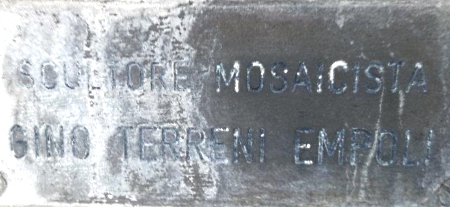 SCULTORE MOSAICISTA
GINO TERRENI EMPOLI